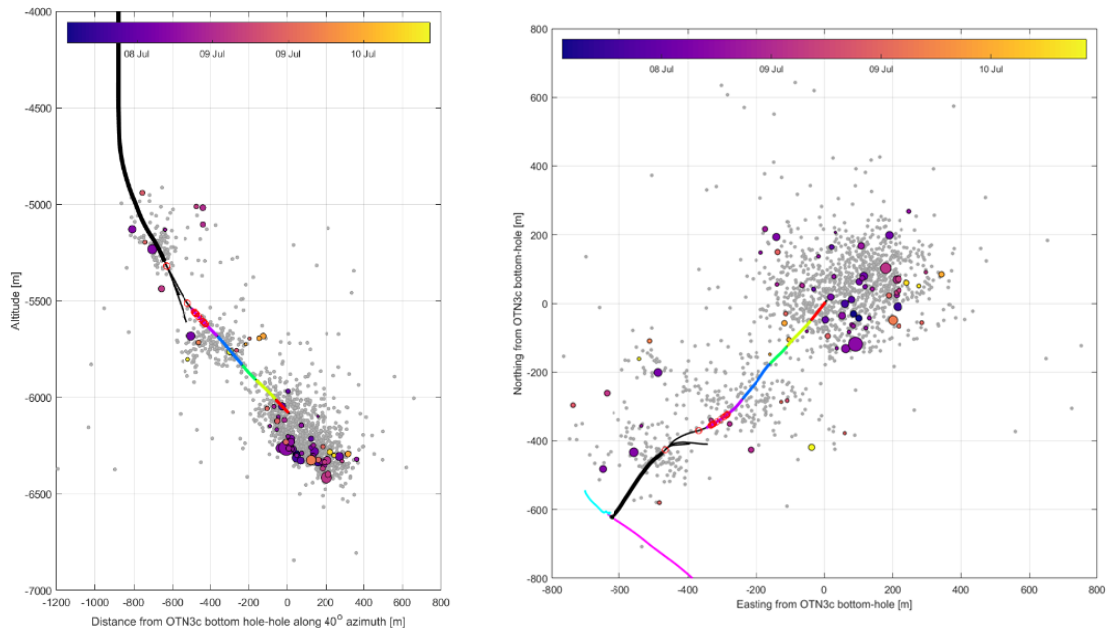 08 Jul 09 Jul 09 Jul 10 Jul
-4000
-4500
-5000
-5500
-6000
-6500
-7000
Altitude [m]
-1200 -1000 -800 -600 -400 -200 0 200 400 600 800
Distance from OTN3c bottom hole-hole along 40° azimuth [m]
08 Jul 09 Jul 09 Jul 10 Jul
800
600
400
200
0
-200
-400
-600
-800
Northing from OTN3c bottom-hole [m]
-800 -600 -400 -200 0 200 400 600 800
Easting from OTN3c bottom-hole [m]